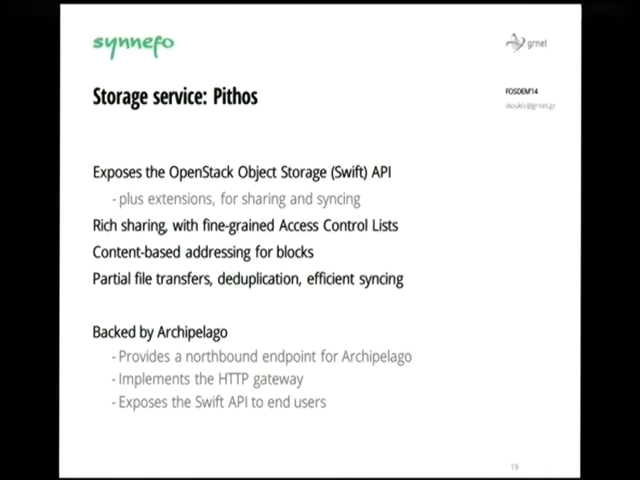 synnefo
grnet
Storage service: Pithos
FOSDEM'14
vkoukis@grnet.gr
Exposes the OpenStack Object Storage (Swift) API
- plus extensions, for sharing and syncing
Rich sharing, with fine-grained Access Control Lists
Content-based addressing for blocks
Partial file transfers, deduplication, efficient syncing
Backed by Archipelago
- Provides a northbound endpoint for Archipelago
- Implements the HTTP gateway
- Exposes the Swift API to end users
19